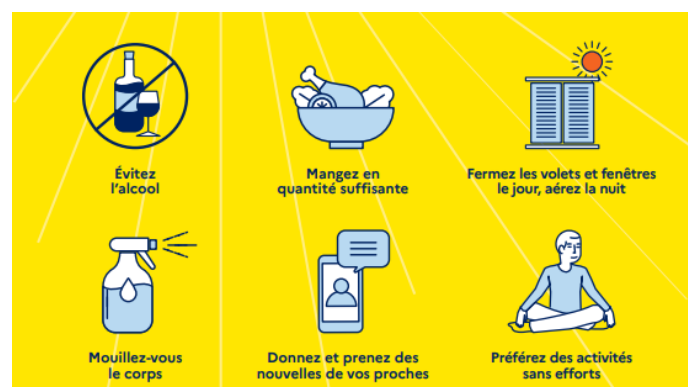 Évitez
l'alcool
Mangez en
quantité suffisante
Fermez les volets et fenêtres
le jour, aérez la nuit
Mouillez-vous
le corps
Donnez et prenez des
nouvelles de vos proches
Préférez des activités
sans efforts